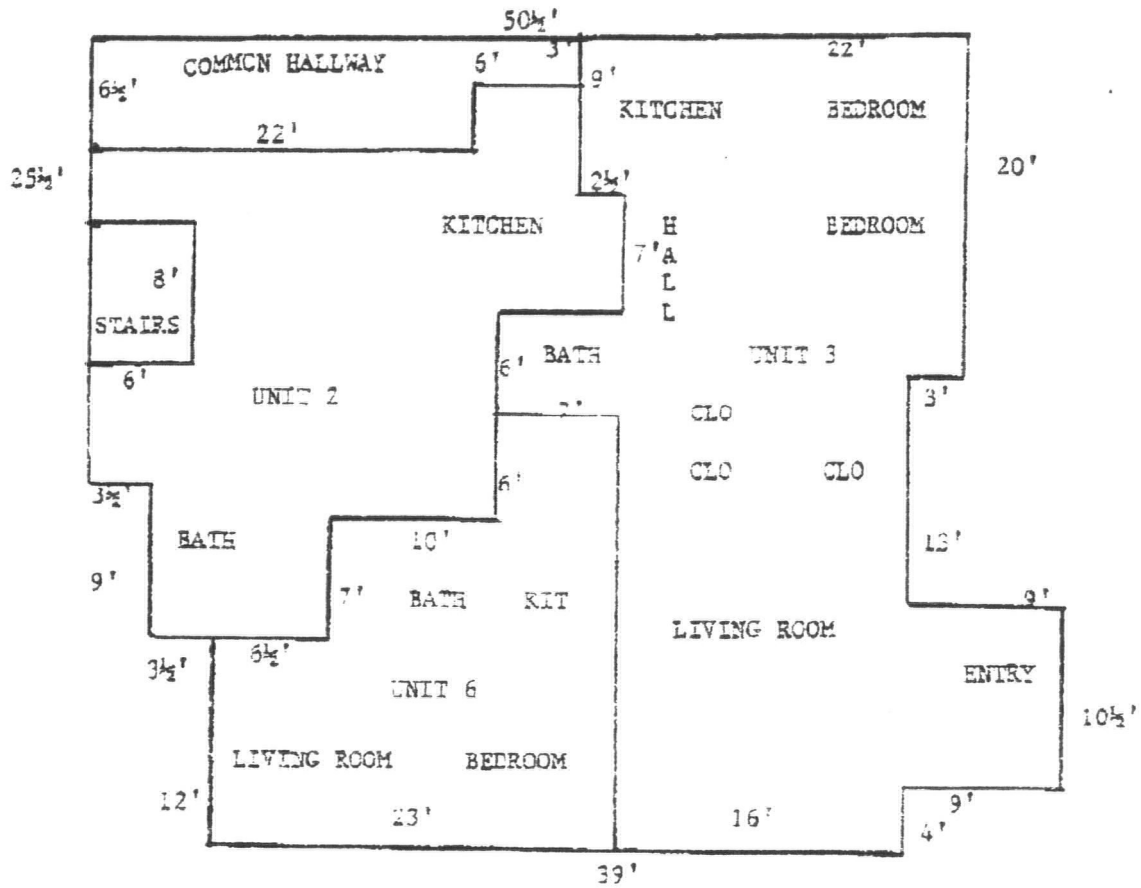 50½'
3'
22'
COMMON HALLWAY
6'
6½'
9'
KITCHEN
BEDROOM
22'
25½'
20'
2½'
KITCHEN
HALL
BEDROOM
7'
8'
STAIRS
BATH
UNIT 3
6'
6'
UNIT 2
3'
7'
CLO
CLO
CLO
6'
3½'
BATH
10'
13'
9'
7'
BATH
KIT
9'
LIVING ROOM
3½'
6½'
ENTRY
UNIT 6
10½'
LIVING ROOM
BEDROOM
12'
23'
16'
9'
4'
39'